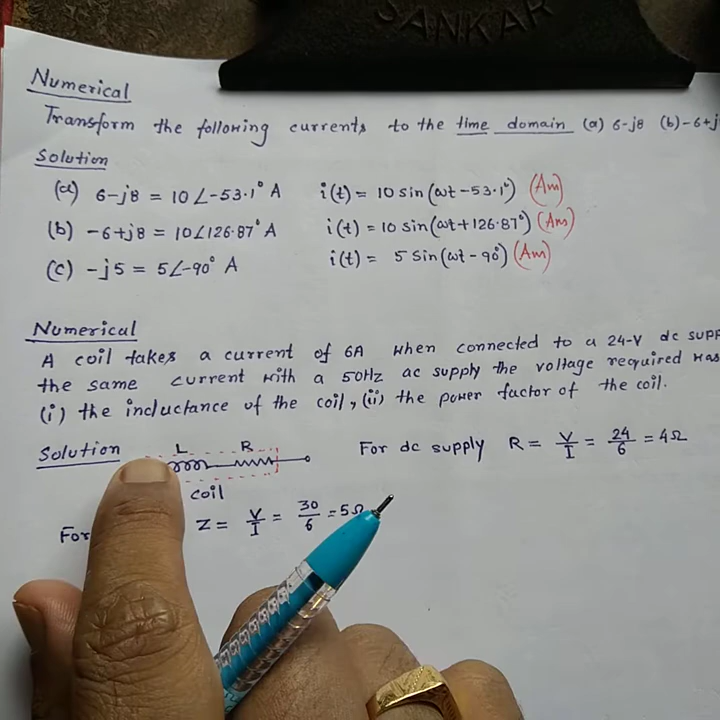 SANKAR
Numerical
Transform the following currents to the time domain (a) 6-j8 (b)-6+j
Solution
(a) 6-j8 = 10∠-53.1° A i(t) = 10 sin(ωt-53.1°) (Ans)
(b) -6+j8 = 10∠126.87° A i(t) = 10 sin(ωt+126.87°) (Ans)
(c) -j5 = 5∠-90° A i(t) = 5 sin(ωt-90°) (Ans)
Numerical
A coil takes a current of 6A when connected to a 24-V dc supp
the same current with a 50Hz ac supply the voltage required was
(i) the inductance of the coil, (ii) the power factor of the coil.
Solution L R For dc supply R = V/I = 24/6 = 4Ω
coil
For Z = V/I = 30/6 = 5Ω